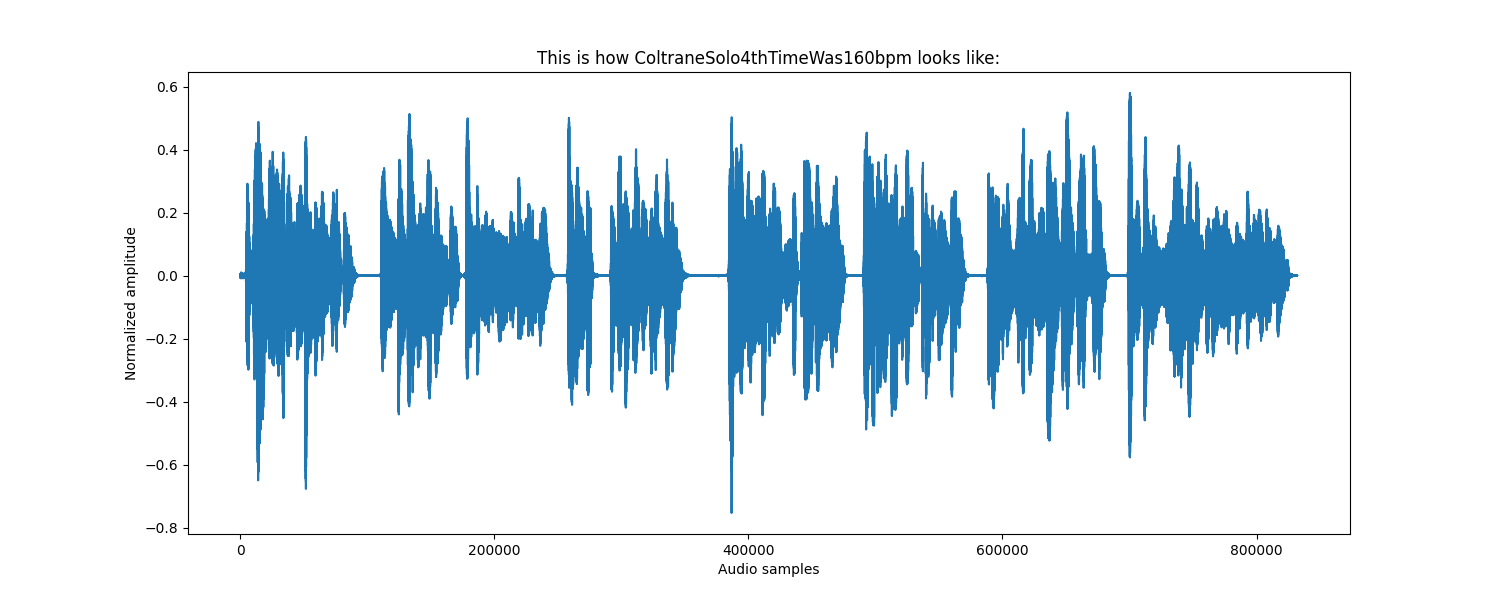 This is how ColtraneSolo4thTimeWas160bpm looks like:
Normalized amplitude
0.6
0.4
0.2
0.0
−0.2
−0.4
−0.6
−0.8
0 200000 400000 600000 800000
Audio samples